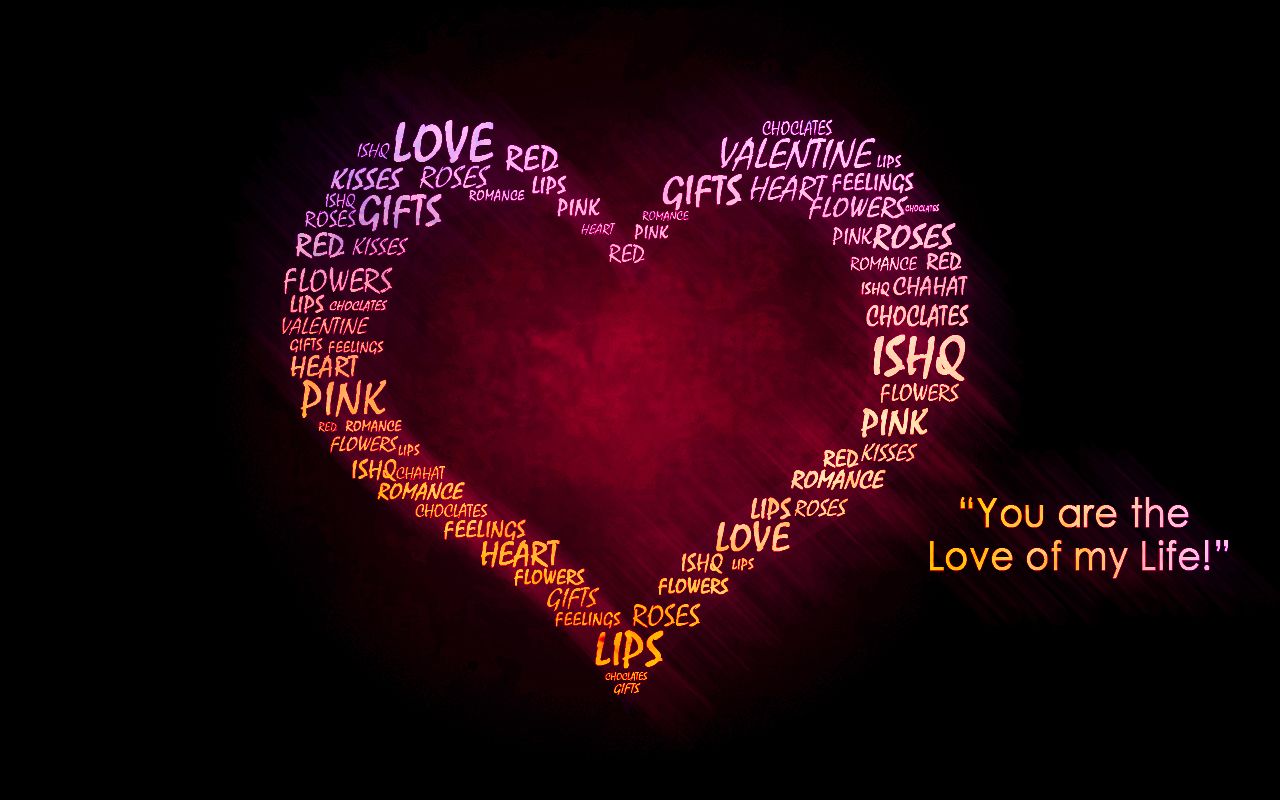 CHOCLATES
ISHQ LOVE RED VALENTINE LIPS
KISSES ROSES LIPS GIFTS HEART FEELINGS
ROMANCE
ISHQ GIFTS PINK FLOWERS CHOCLATES
ROSES ROMANCE
HEART PINK PINK ROSES
RED KISSES RED
ROMANCE RED
FLOWERS ISHQ CHAHAT
LIPS CHOCLATES CHOCLATES
VALENTINE
GIFTS FEELINGS ISHQ
HEART
PINK FLOWERS
RED ROMANCE PINK
FLOWERS LIPS RED KISSES
ISHQ CHAHAT ROMANCE
ROMANCE
CHOCLATES LIPS ROSES
FEELINGS LOVE
HEART ISHQ LIPS
FLOWERS FLOWERS
GIFTS
FEELINGS ROSES
LIPS
CHOCLATES
GIFTS
“You are the
Love of my Life!”